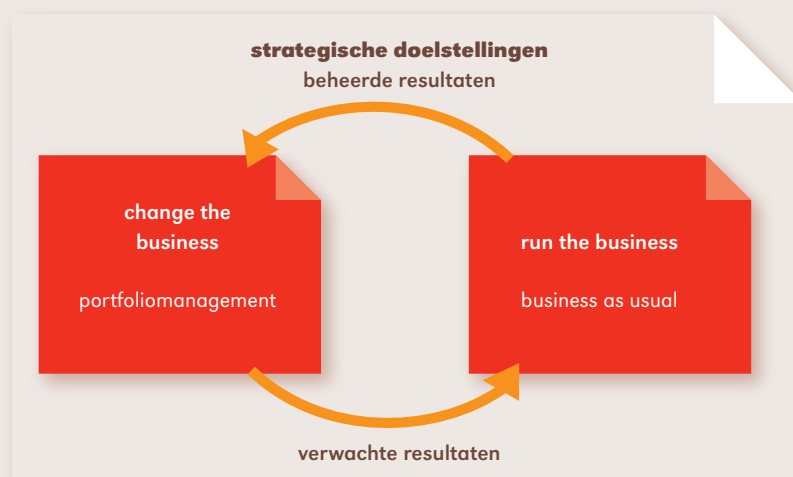 strategische doelstellingen
beheerde resultaten
change the
business
portfoliomanagement
run the business
business as usual
verwachte resultaten